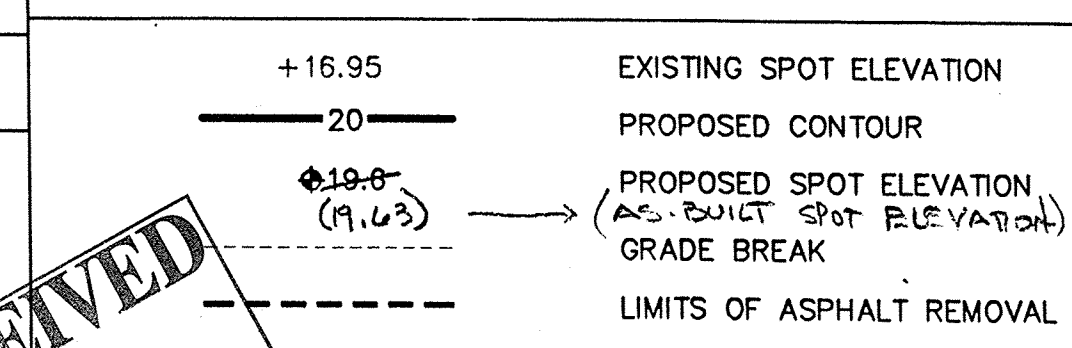 +16.95 EXISTING SPOT ELEVATION
20 PROPOSED CONTOUR
19.6 PROPOSED SPOT ELEVATION
(19.63) (AS-BUILT SPOT ELEVATION)
GRADE BREAK
LIMITS OF ASPHALT REMOVAL
EIVED